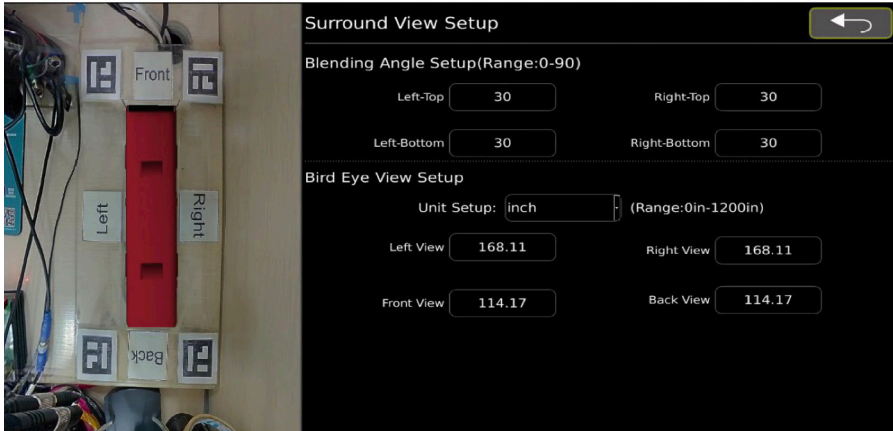 Front
Left
Right
Back
Surround View Setup
Blending Angle Setup(Range:0-90)
Left-Top 30 Right-Top 30
Left-Bottom 30 Right-Bottom 30
Bird Eye View Setup
Unit Setup: inch (Range:0in-1200in)
Left View 168.11 Right View 168.11
Front View 114.17 Back View 114.17